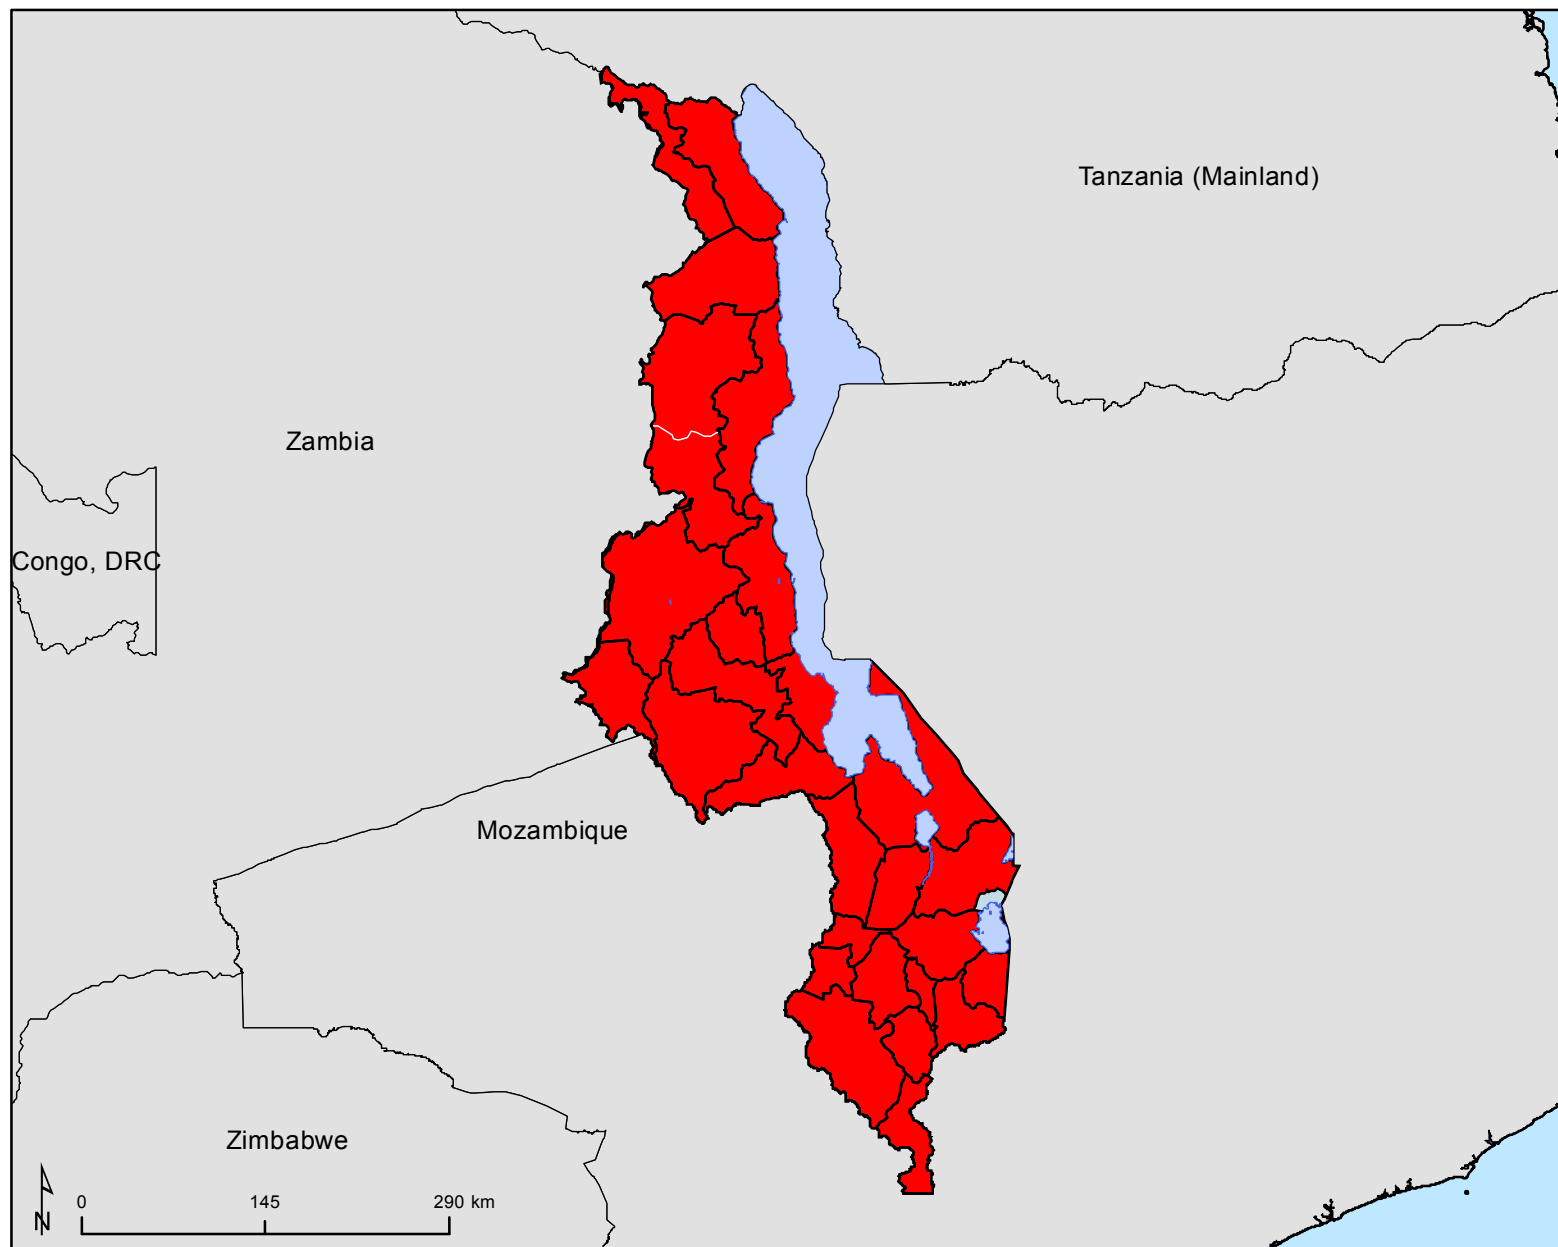 Tanzania (Mainland)
Zambia
Congo, DRC
Mozambique
Zimbabwe
N
0 145 290 km